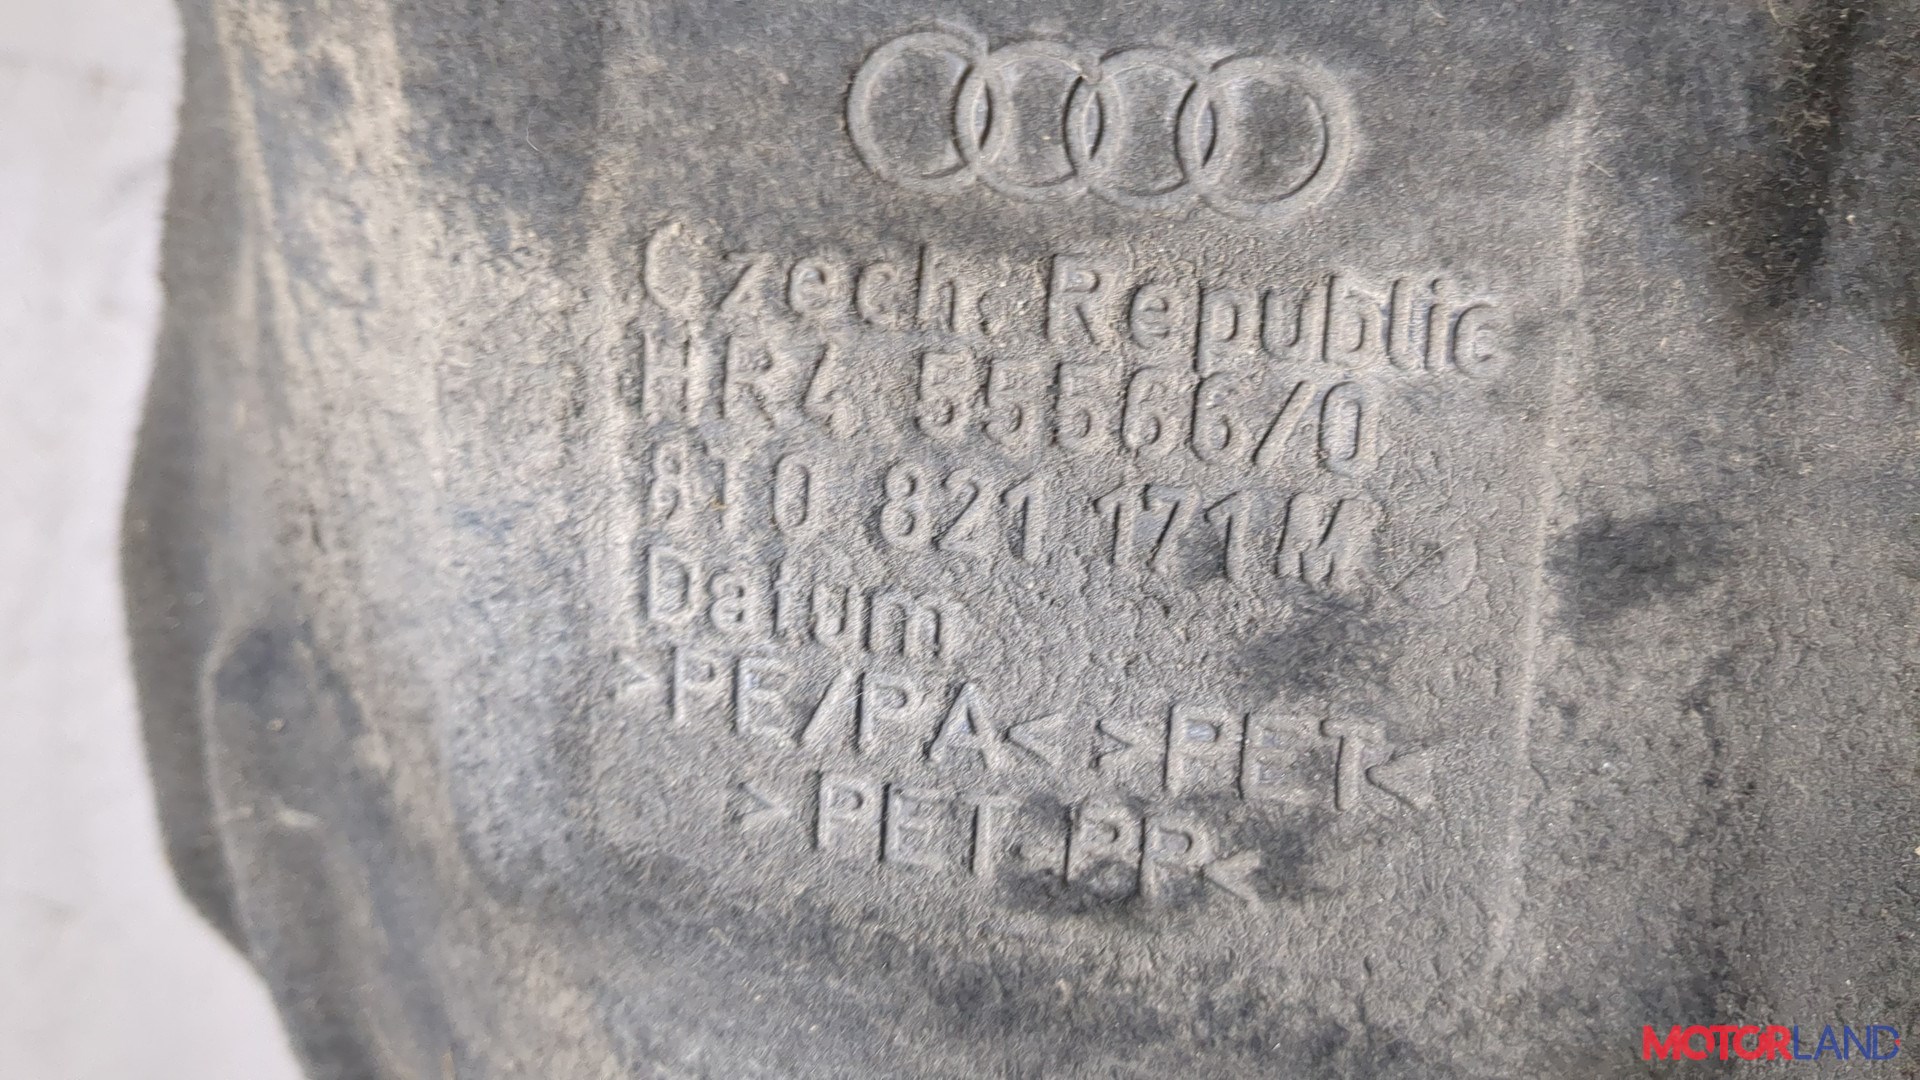 Czech. Republic
HR4 55566/0
8T0 821 171M
Datum
>PE/PA< >PET<
>PET PP<
MOTORLAND